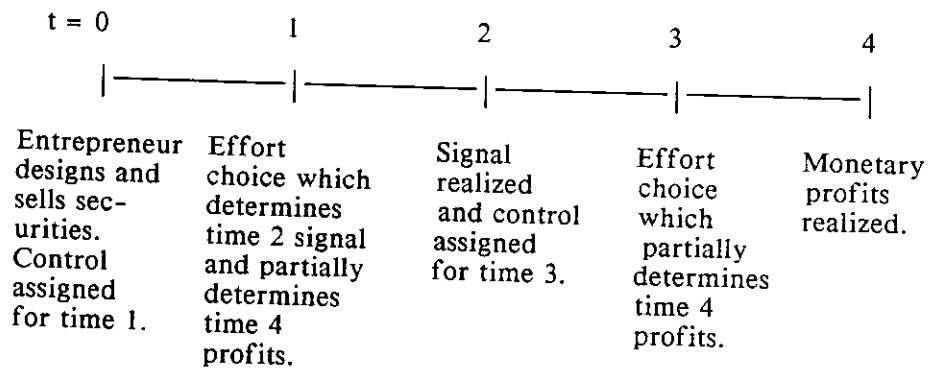 t = 0
1
2
3
4
Entrepreneur
designs and
sells sec-
urities.
Control
assigned
for time 1.
Effort
choice which
determines
time 2 signal
and partially
determines
time 4
profits.
Signal
realized
and control
assigned
for time 3.
Effort
choice
which
partially
determines
time 4
profits.
Monetary
profits
realized.